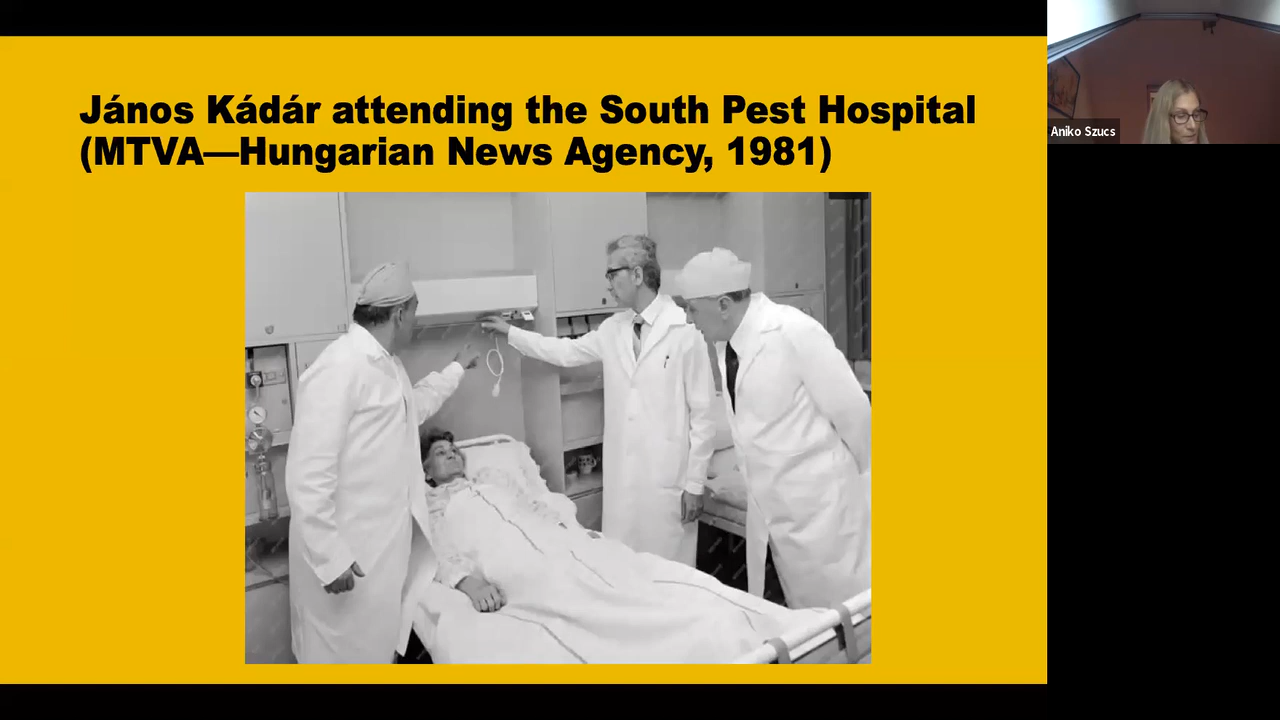 János Kádár attending the South Pest Hospital
(MTVA—Hungarian News Agency, 1981)
Aniko Szucs